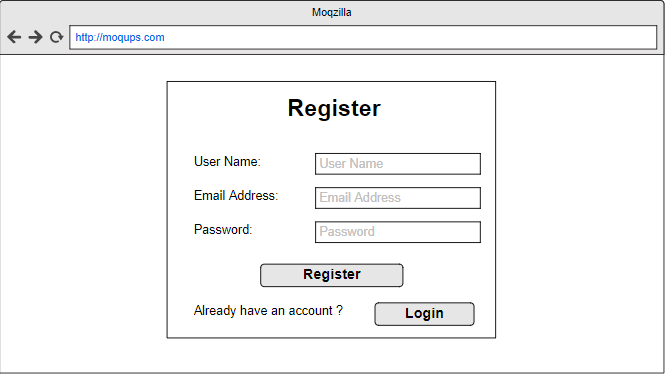 Moqzilla
http://moqups.com
Register
User Name: User Name
Email Address: Email Address
Password: Password
Register
Already have an account ? Login